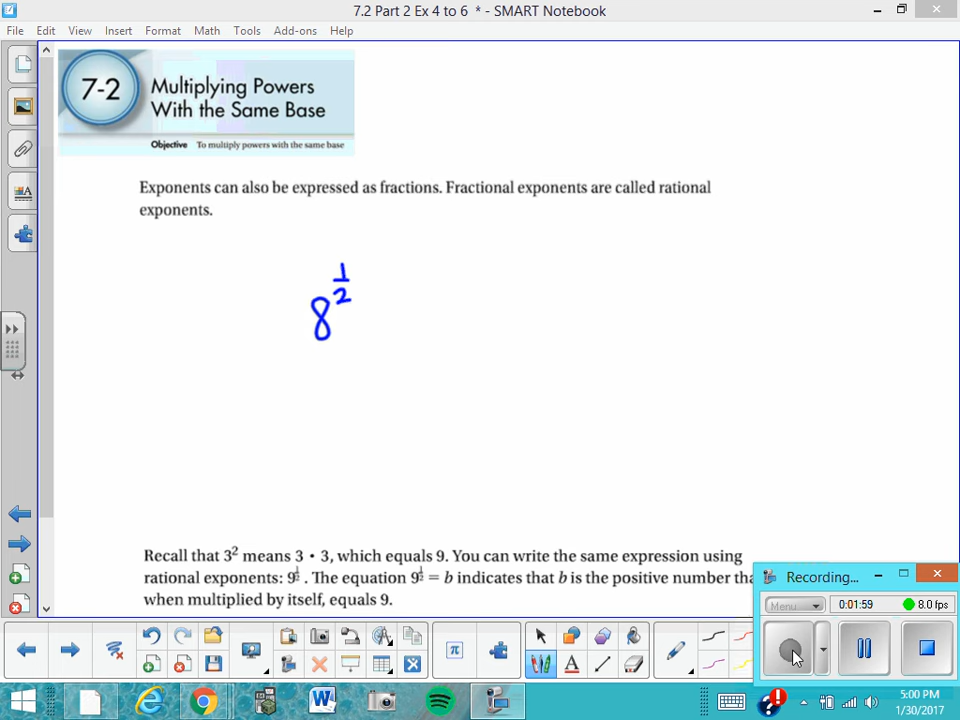 7.2 Part 2 Ex 4 to 6 * - SMART Notebook
File Edit View Insert Format Math Tools Add-ons Help
7-2
Multiplying Powers
With the Same Base
Objective To multiply powers with the same base
Exponents can also be expressed as fractions. Fractional exponents are called rational
exponents.
8^(1/2)
Recall that 3² means 3 • 3, which equals 9. You can write the same expression using
rational exponents: 9^(1/2). The equation 9^(1/2) = b indicates that b is the positive number tha
when multiplied by itself, equals 9.
Recording...
Menu 0:01:59 8.0 fps
5:00 PM
1/30/2017